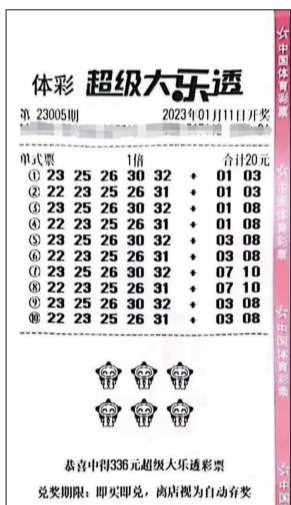 体彩 超级大乐透
第 23005期 2023年01月11日开奖
单式票 1倍 合计20元
① 23 25 26 30 32 + 01 03
② 22 23 25 26 31 + 01 03
③ 23 25 26 30 32 + 01 08
④ 22 23 25 26 31 + 01 08
⑤ 23 25 26 30 32 + 03 08
⑥ 22 23 25 26 31 + 03 08
⑦ 23 25 26 30 32 + 07 10
⑧ 22 23 25 26 31 + 07 10
⑨ 23 25 26 30 32 + 03 08
⑩ 22 23 25 26 31 + 03 08
恭喜中得336元超级大乐透彩票
兑奖期限：即买即兑，离店视为自动弃奖
中国体育彩票
中国体育彩票
中国体育彩票
中国